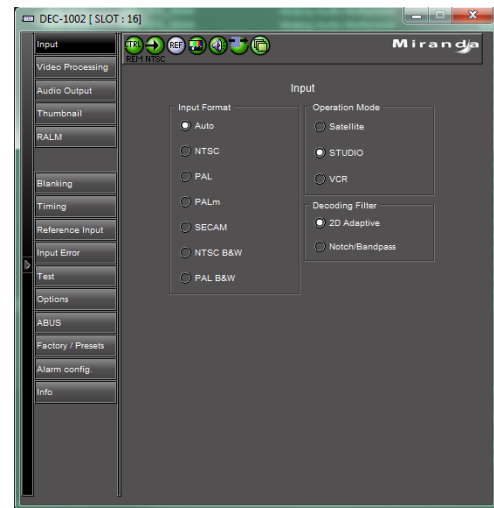 DEC-1002 [ SLOT : 16]
CTRL REF
REM NTSC
Miranda
Input
Video Processing
Audio Output
Thumbnail
RALM
Blanking
Timing
Reference Input
Input Error
Test
Options
ABUS
Factory / Presets
Alarm config.
Info
Input
Input Format
Auto
NTSC
PAL
PALm
SECAM
NTSC B&W
PAL B&W
Operation Mode
Satellite
STUDIO
VCR
Decoding Filter
2D Adaptive
Notch/Bandpass